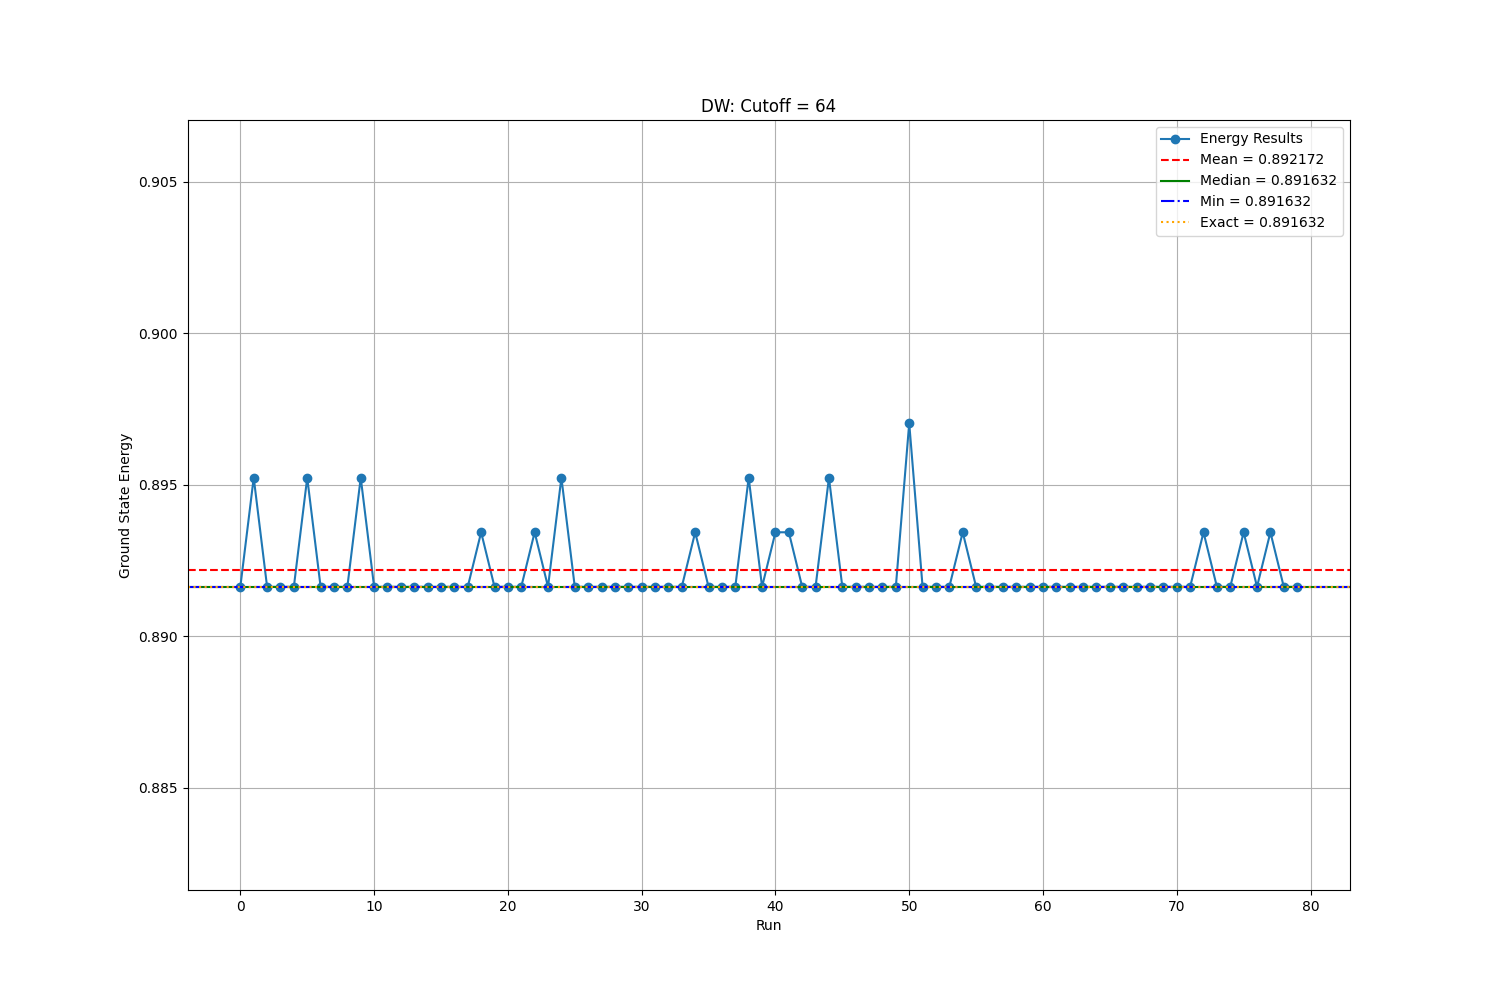 DW: Cutoff = 64
Energy Results
Mean = 0.892172
Median = 0.891632
Min = 0.891632
Exact = 0.891632
Ground State Energy
0.905
0.900
0.895
0.890
0.885
0 10 20 30 40 50 60 70 80
Run